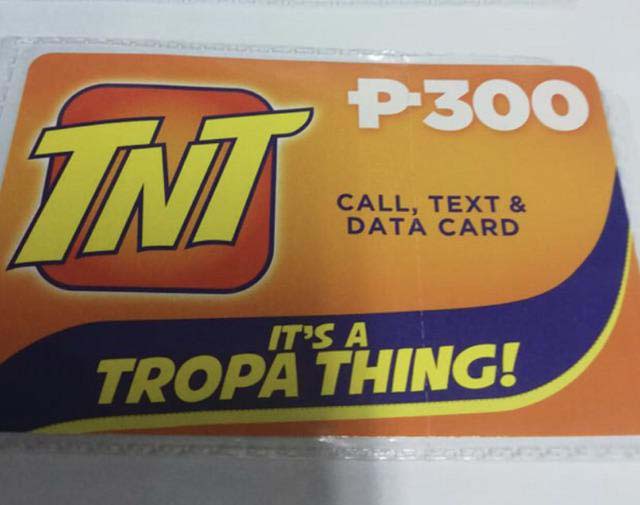 TNT
₱300
CALL, TEXT &
DATA CARD
IT'S A
TROPA THING!